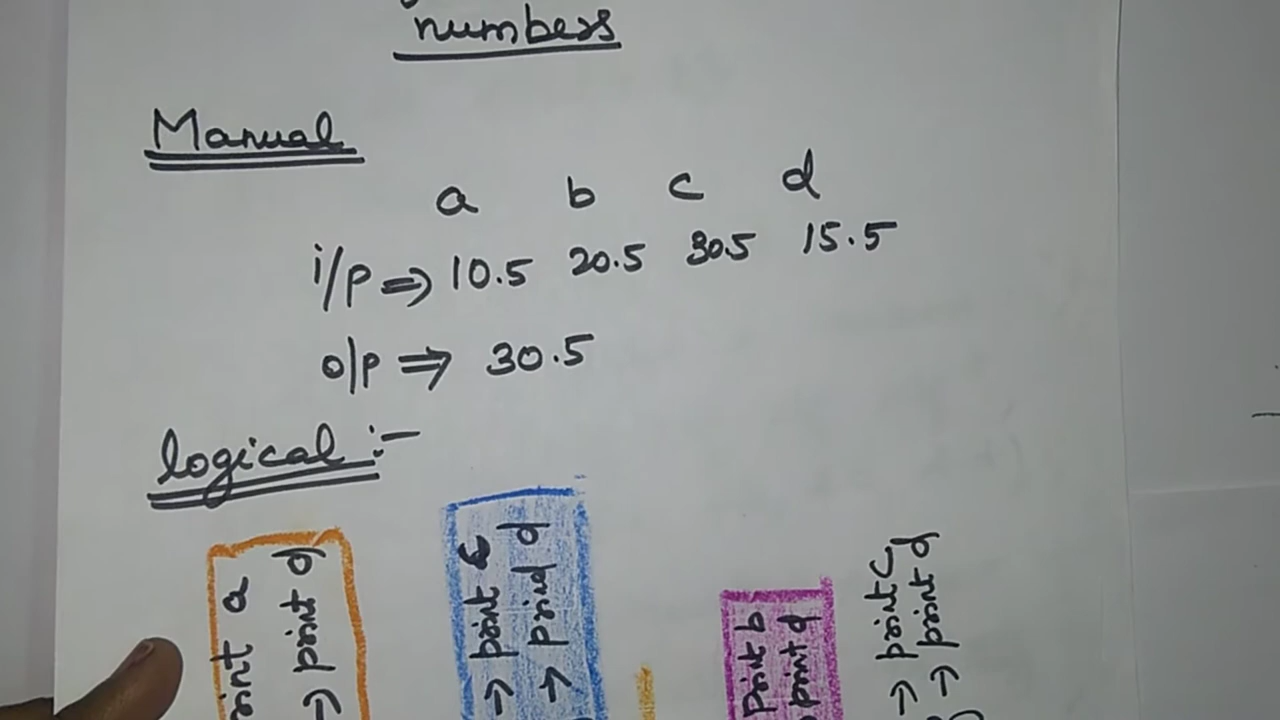 numbers
Manual
a b c d
i/p ⇒ 10.5 20.5 30.5 15.5
o/p ⇒ 30.5
logical :-
print a
→ print d
→ print c
→ print d
print b
print d
→ print c
→ print d